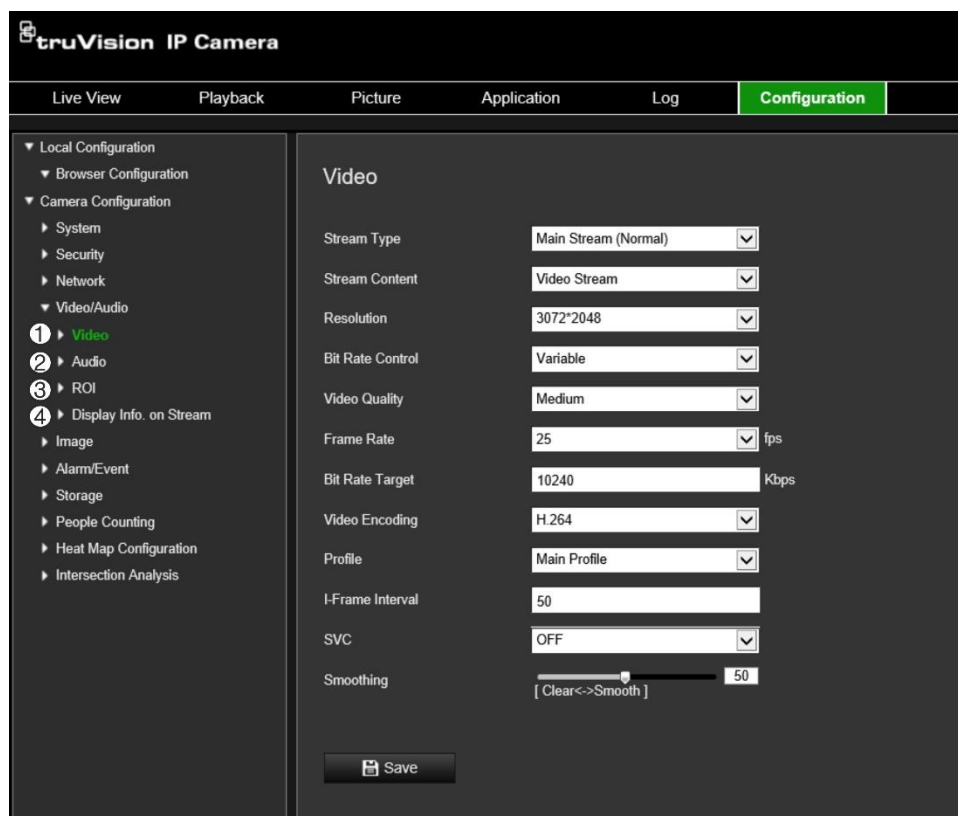 truVision IP Camera
Live View Playback Picture Application Log Configuration
Local Configuration
Browser Configuration
Camera Configuration
System
Security
Network
Video/Audio
① Video
② Audio
③ ROI
④ Display Info. on Stream
Image
Alarm/Event
Storage
People Counting
Heat Map Configuration
Intersection Analysis
Video
Stream Type Main Stream (Normal)
Stream Content Video Stream
Resolution 3072*2048
Bit Rate Control Variable
Video Quality Medium
Frame Rate 25 fps
Bit Rate Target 10240 Kbps
Video Encoding H.264
Profile Main Profile
I-Frame Interval 50
SVC OFF
Smoothing 50
[ Clear<->Smooth ]
Save